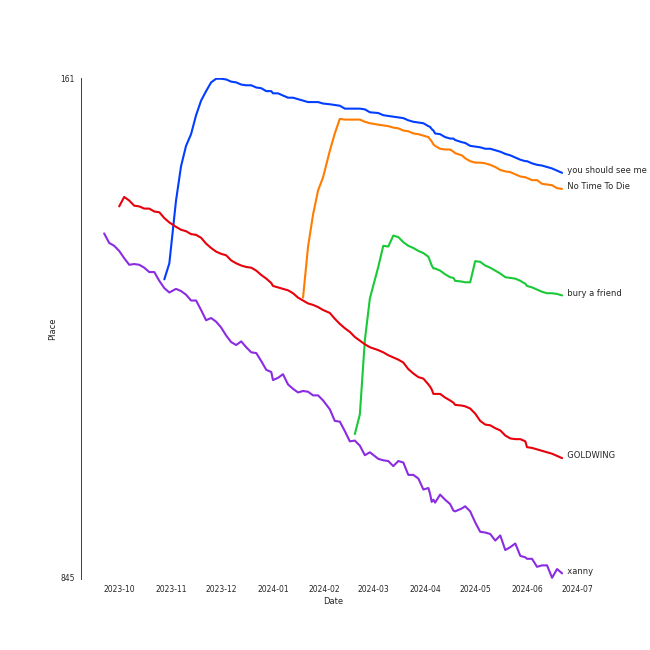 161
you should see me
No Time To Die
bury a friend
Place
GOLDWING
xanny
845
2023-10 2023-11 2023-12 2024-01 2024-02 2024-03 2024-04 2024-05 2024-06 2024-07
Date